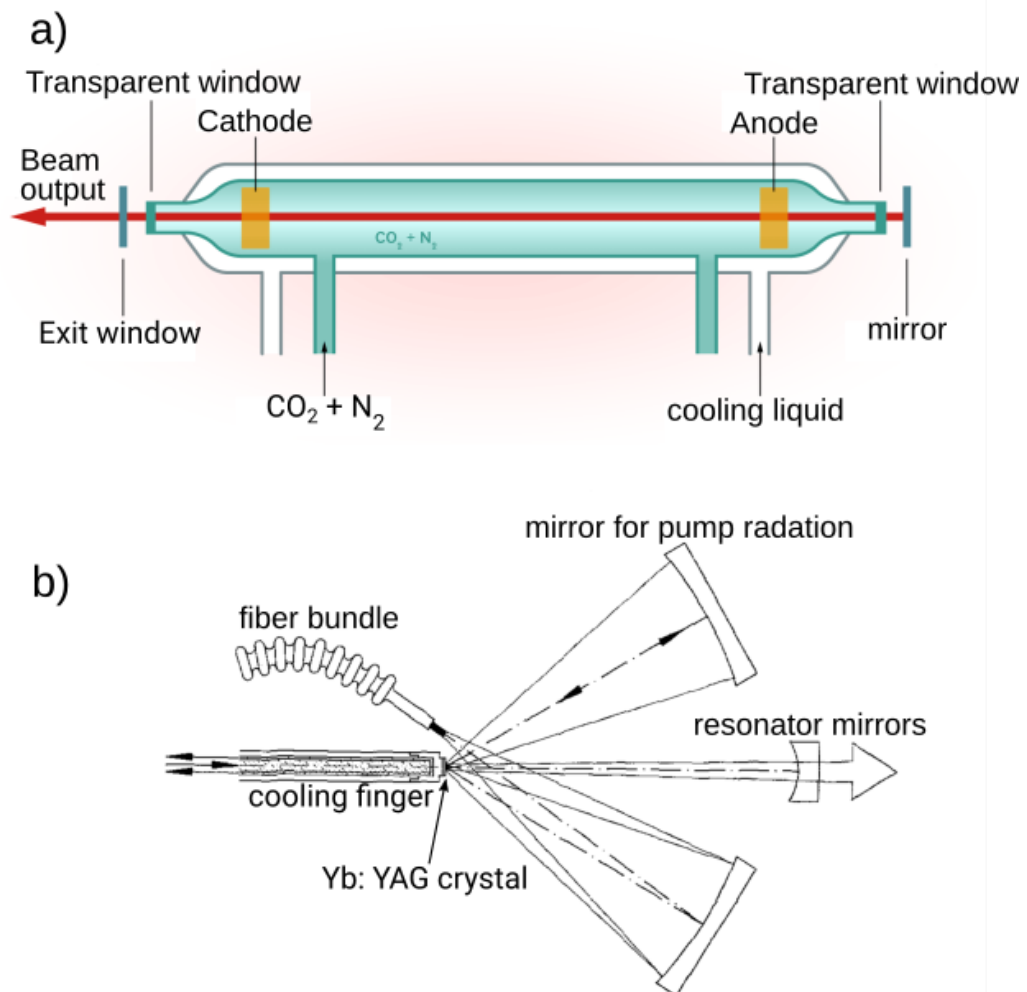 a)
Transparent window
Transparent window
Cathode
Anode
Beam
output
CO₂ + N₂
Exit window
mirror
CO₂ + N₂
cooling liquid
mirror for pump radation
b)
fiber bundle
resonator mirrors
cooling finger
Yb: YAG crystal